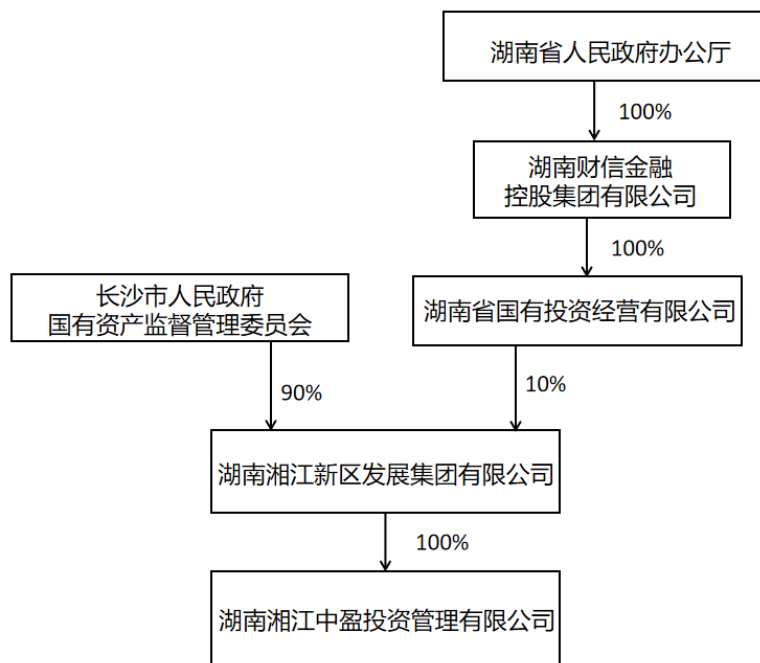 湖南省人民政府办公厅
100%
湖南财信金融
控股集团有限公司
100%
长沙市人民政府
国有资产监督管理委员会
湖南省国有投资经营有限公司
90%
10%
湖南湘江新区发展集团有限公司
100%
湖南湘江中盈投资管理有限公司